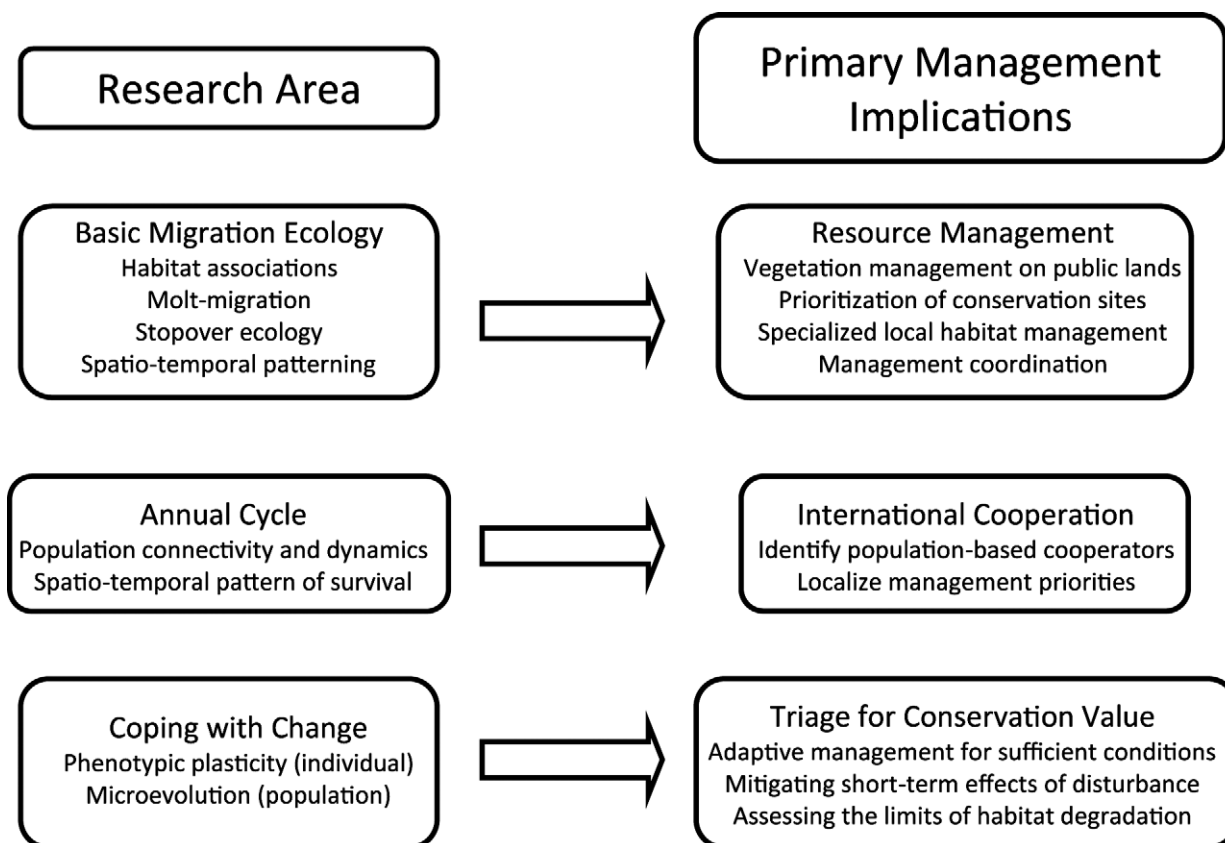 Research Area
Primary Management
Implications
Basic Migration Ecology
Habitat associations
Molt-migration
Stopover ecology
Spatio-temporal patterning
Resource Management
Vegetation management on public lands
Prioritization of conservation sites
Specialized local habitat management
Management coordination
Annual Cycle
Population connectivity and dynamics
Spatio-temporal pattern of survival
International Cooperation
Identify population-based cooperators
Localize management priorities
Coping with Change
Phenotypic plasticity (individual)
Microevolution (population)
Triage for Conservation Value
Adaptive management for sufficient conditions
Mitigating short-term effects of disturbance
Assessing the limits of habitat degradation